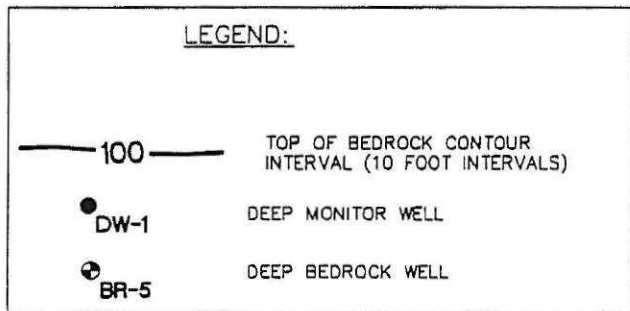 LEGEND:
100
TOP OF BEDROCK CONTOUR
INTERVAL (10 FOOT INTERVALS)
DW-1
DEEP MONITOR WELL
BR-5
DEEP BEDROCK WELL